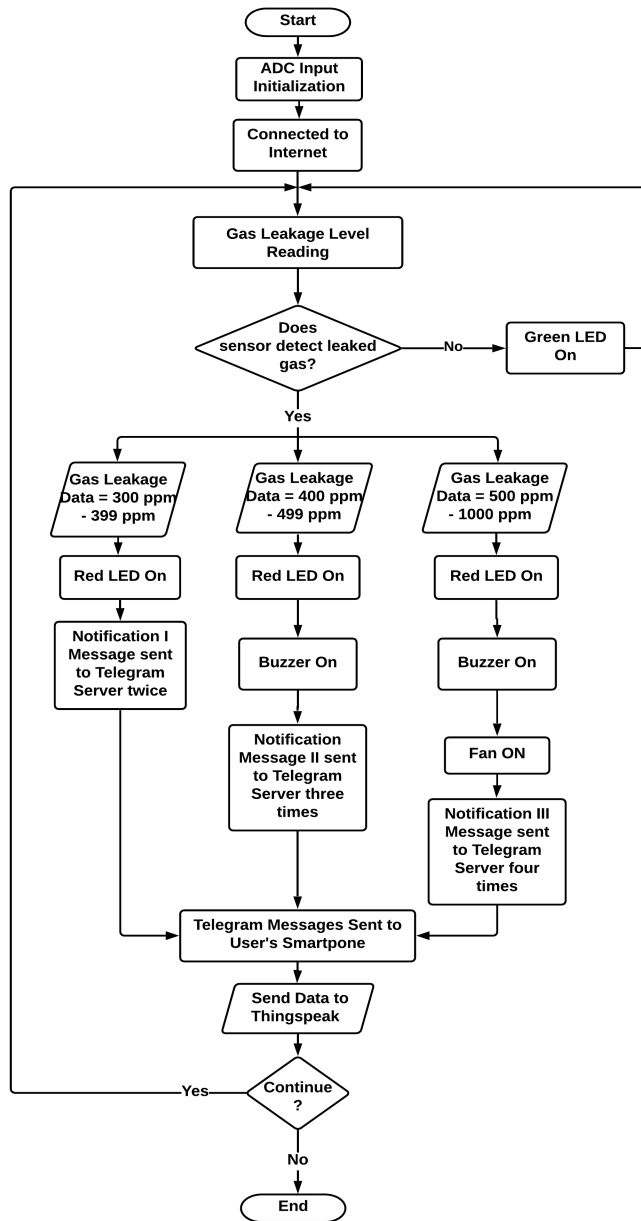 Start
ADC Input
Initialization
Connected to
Internet
Gas Leakage Level
Reading
Does
sensor detect leaked
gas?
No
Green LED
On
Yes
Gas Leakage
Data = 300 ppm
- 399 ppm
Gas Leakage
Data = 400 ppm
- 499 ppm
Gas Leakage
Data = 500 ppm
- 1000 ppm
Red LED On
Red LED On
Red LED On
Notification I
Message sent
to Telegram
Server twice
Buzzer On
Buzzer On
Notification
Message II sent
to Telegram
Server three
times
Fan ON
Notification III
Message sent
to Telegram
Server four
times
Telegram Messages Sent to
User's Smartpone
Send Data to
Thingspeak
Continue
?
Yes
No
End